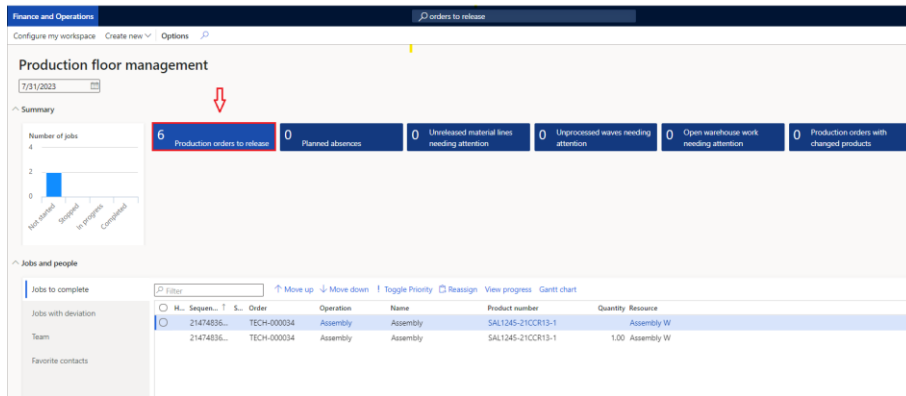 Finance and Operations
orders to release
Configure my workspace Create new Options
Production floor management
7/31/2023
Summary
Number of jobs
4
2
0
Not started
Stopped
In progress
Completed
6 Production orders to release
0 Planned absences
0 Unreleased material lines
needing attention
0 Unprocessed waves needing
attention
0 Open warehouse work
needing attention
0 Production orders with
changed products
Jobs and people
Jobs to complete
Jobs with deviation
Team
Favorite contacts
Filter Move up Move down Toggle Priority Reassign View progress Gantt chart
H... Sequen... S... Order Operation Name Product number Quantity Resource
21474836... TECH-000034 Assembly Assembly SAL1245-21CCR13-1 Assembly W
21474836... TECH-000034 Assembly Assembly SAL1245-21CCR13-1 1.00 Assembly W